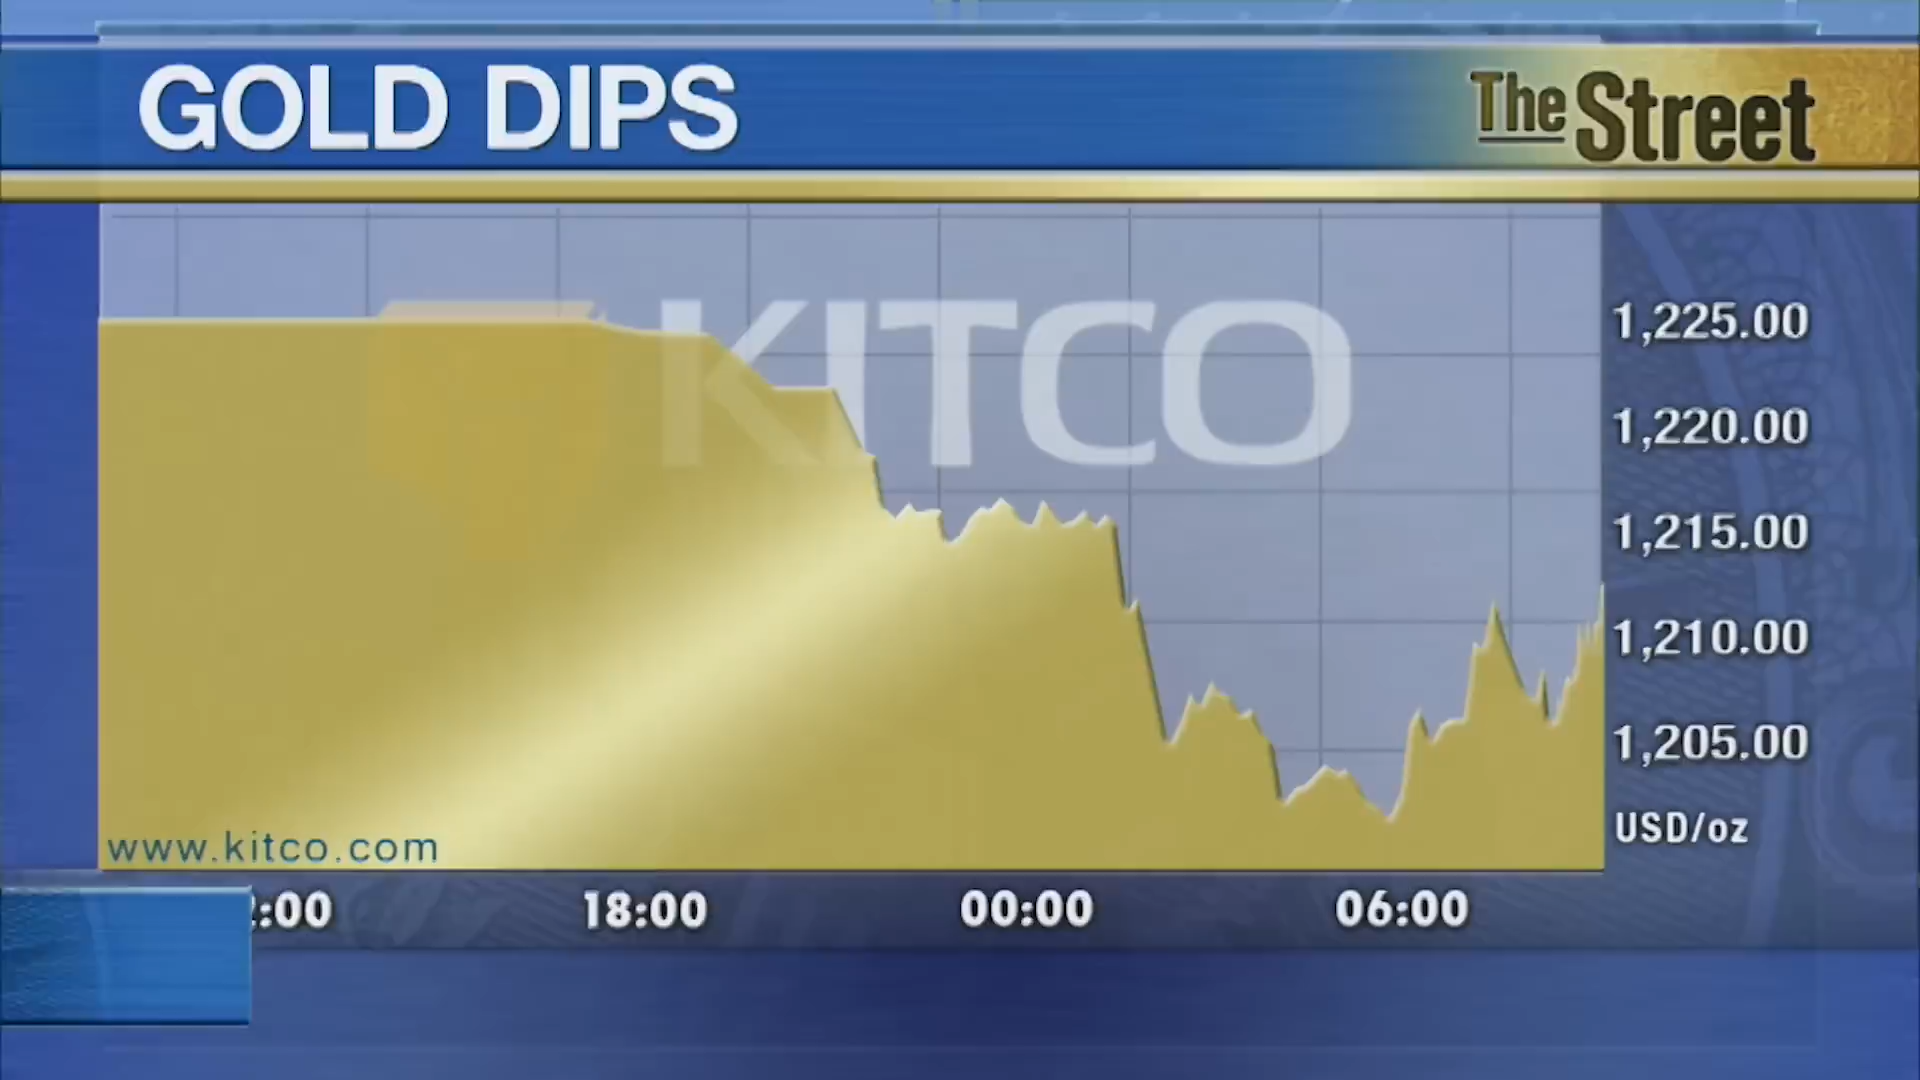 GOLD DIPS
The Street
KITCO
1,225.00
1,220.00
1,215.00
1,210.00
1,205.00
USD/oz
www.kitco.com
2:00
18:00
00:00
06:00